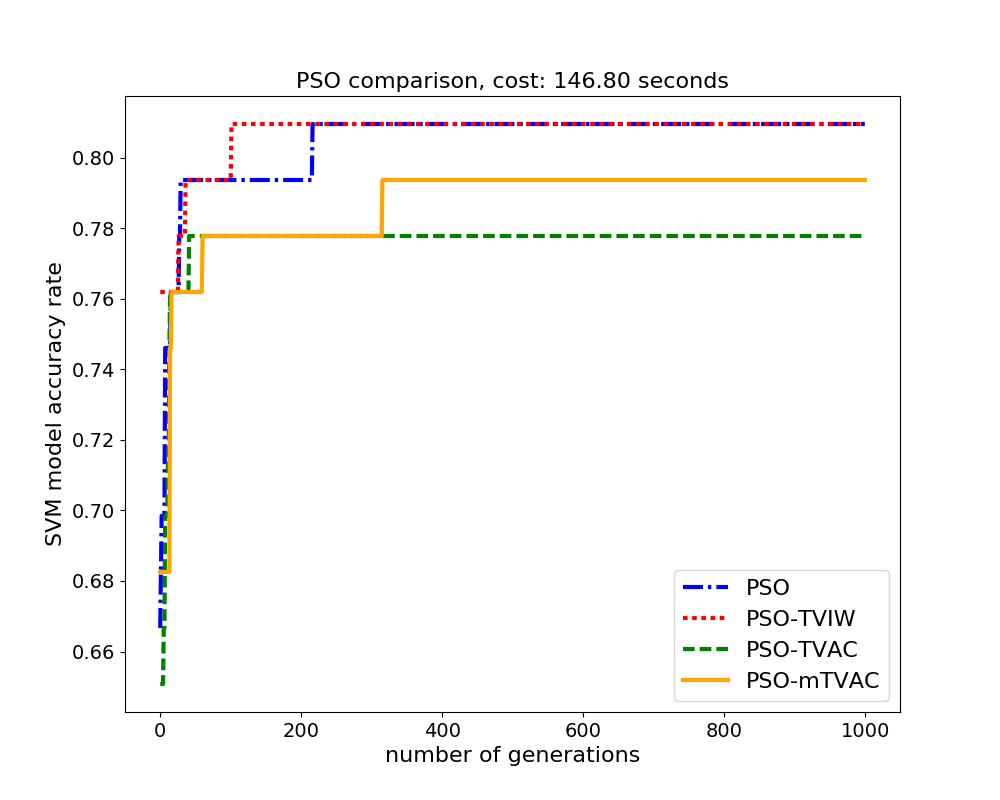 PSO comparison, cost: 146.80 seconds
SVM model accuracy rate
0.80
0.78
0.76
0.74
0.72
0.70
0.68
0.66
PSO
PSO-TVIW
PSO-TVAC
PSO-mTVAC
0 200 400 600 800 1000
number of generations